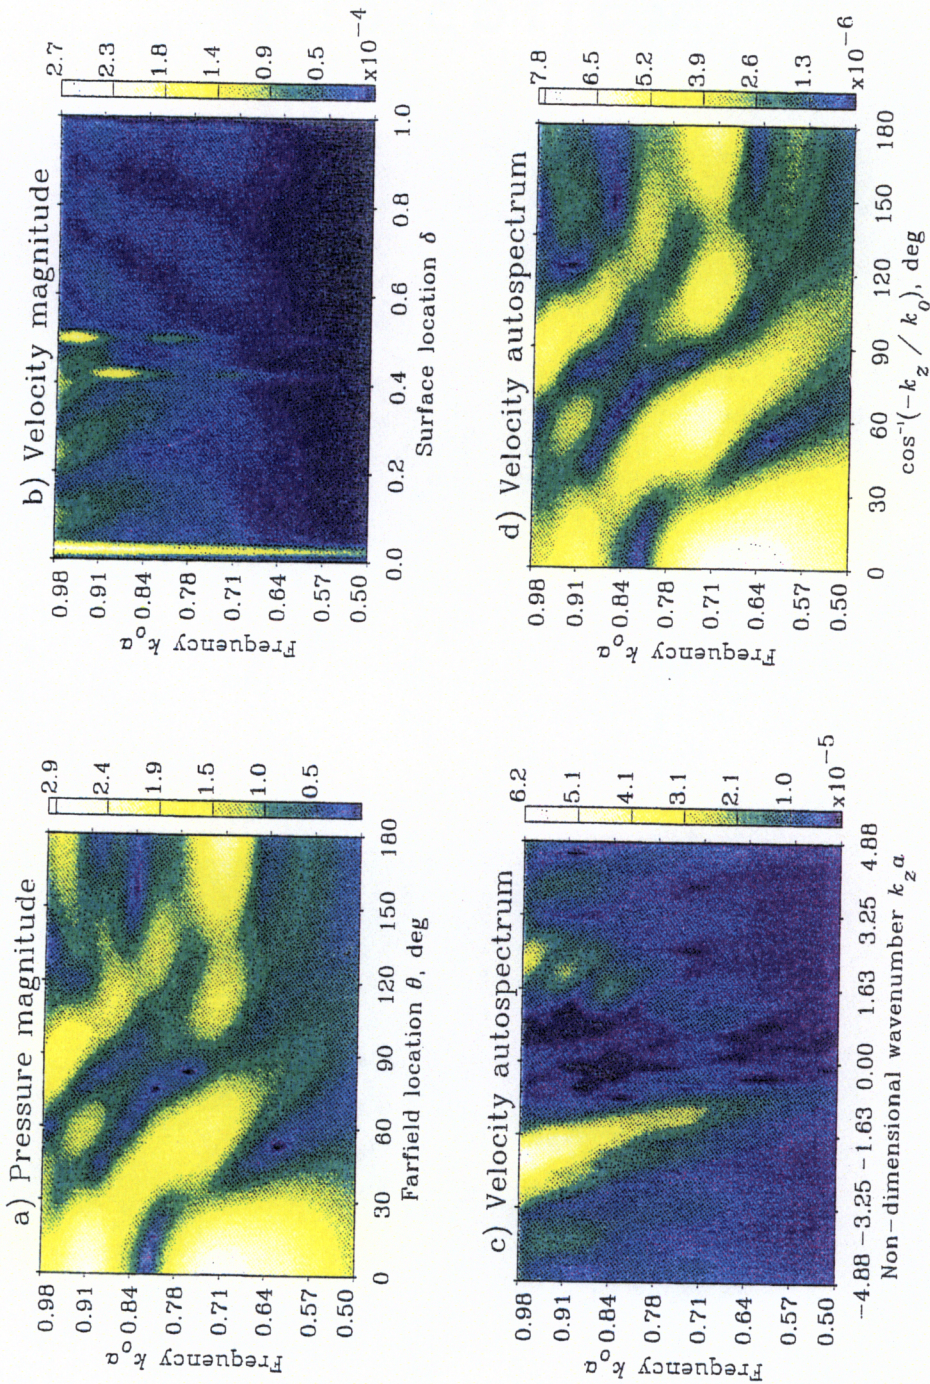 a) Pressure magnitude
2.9
2.4
1.9
1.5
1.0
0.5
0.98
0.91
0.84
0.78
0.71
0.64
0.57
0.50
Frequency k₀a
0 30 60 90 120 150 180
Farfield location θ, deg
b) Velocity magnitude
2.7
2.3
1.8
1.4
0.9
0.5
x10⁻⁴
0.98
0.91
0.84
0.78
0.71
0.64
0.57
0.50
Frequency k₀a
0.0 0.2 0.4 0.6 0.8 1.0
Surface location δ
c) Velocity autospectrum
6.2
5.1
4.1
3.1
2.1
1.0
x10⁻⁵
0.98
0.91
0.84
0.78
0.71
0.64
0.57
0.50
Frequency k₀a
−4.88 −3.25 −1.63 0.00 1.63 3.25 4.88
Non−dimensional wavenumber k_z a
d) Velocity autospectrum
7.8
6.5
5.2
3.9
2.6
1.3
x10⁻⁶
0.98
0.91
0.84
0.78
0.71
0.64
0.57
0.50
Frequency k₀a
0 30 60 90 120 150 180
cos⁻¹(−k_z / k₀), deg